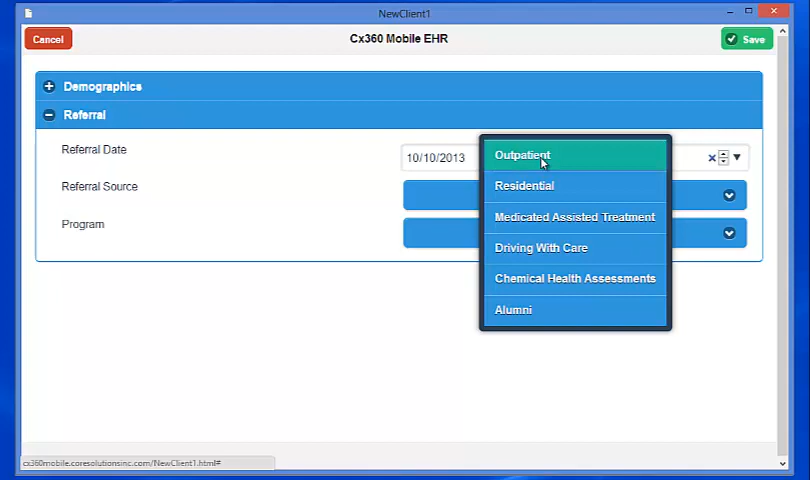 NewClient1
Cancel
Cx360 Mobile EHR
Save
Demographics
Referral
Referral Date
10/10/2013
Referral Source
Program
Outpatient
Residential
Medicated Assisted Treatment
Driving With Care
Chemical Health Assessments
Alumni
cx360mobile.coresolutionsinc.com/NewClient1.html#